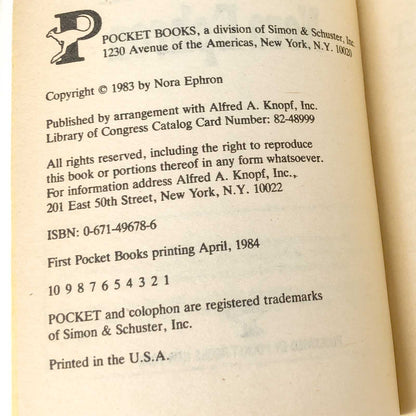 P POCKET BOOKS, a division of Simon & Schuster, Inc
1230 Avenue of the Americas, New York, N.Y. 10020
Copyright © 1983 by Nora Ephron
Published by arrangement with Alfred A. Knopf, Inc.
Library of Congress Catalog Card Number: 82-48999
All rights reserved, including the right to reproduce
this book or portions thereof in any form whatsoever.
For information address Alfred A. Knopf, Inc.,
201 East 50th Street, New York, N.Y. 10022
ISBN: 0-671-49678-6
First Pocket Books printing April, 1984
10 9 8 7 6 5 4 3 2 1
POCKET and colophon are registered trademarks
of Simon & Schuster, Inc.
Printed in the U.S.A.